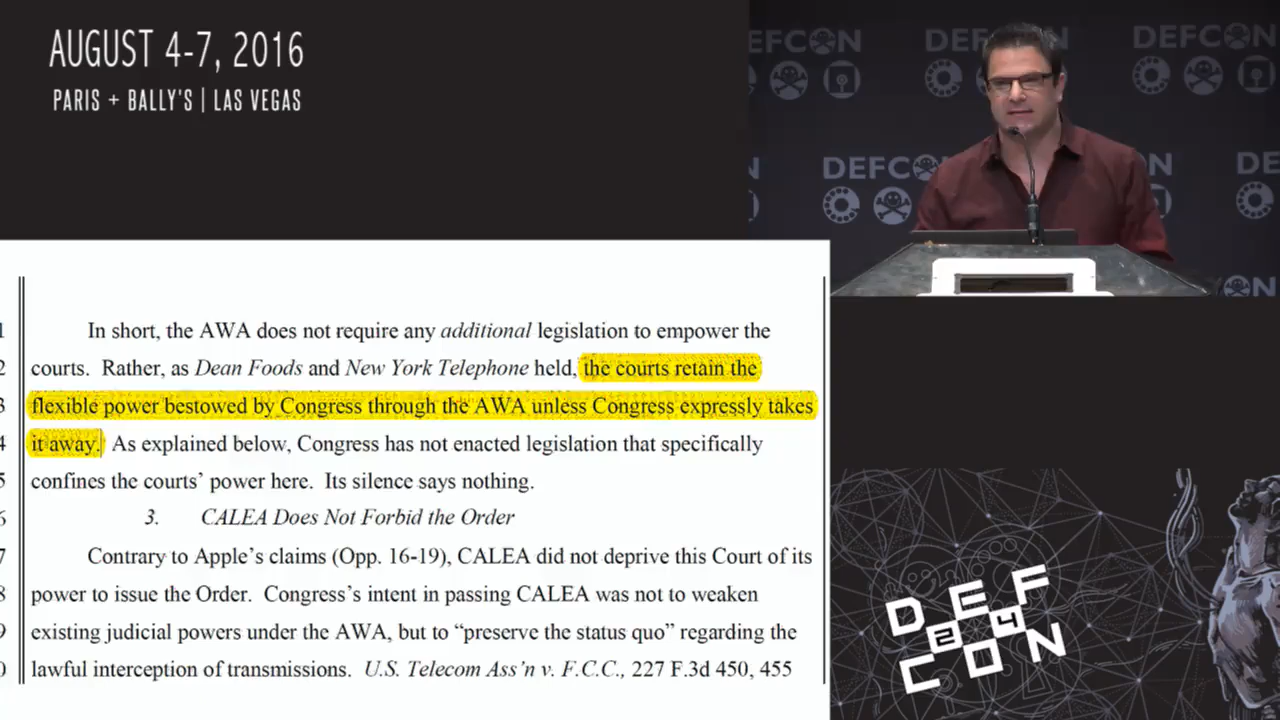 AUGUST 4-7, 2016
PARIS + BALLY'S | LAS VEGAS
DEFCON
DEFCON
DEFCON
DEFCON
CON
DE
CON
1 In short, the AWA does not require any additional legislation to empower the
2 courts. Rather, as Dean Foods and New York Telephone held, the courts retain the
3 flexible power bestowed by Congress through the AWA unless Congress expressly takes
4 it away. As explained below, Congress has not enacted legislation that specifically
5 confines the courts' power here. Its silence says nothing.
6 3. CALEA Does Not Forbid the Order
7 Contrary to Apple's claims (Opp. 16-19), CALEA did not deprive this Court of its
8 power to issue the Order. Congress's intent in passing CALEA was not to weaken
9 existing judicial powers under the AWA, but to “preserve the status quo” regarding the
0 lawful interception of transmissions. U.S. Telecom Ass'n v. F.C.C., 227 F.3d 450, 455
DEF
24
CON